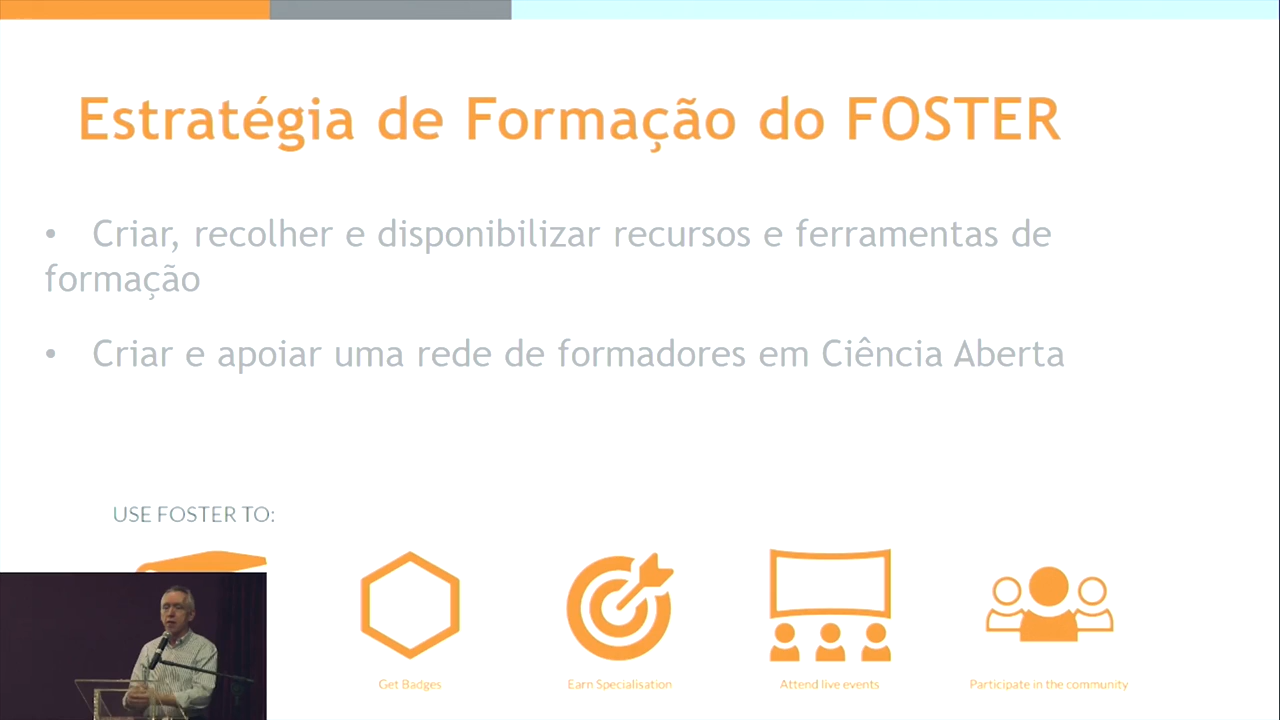 Estratégia de Formação do FOSTER
• Criar, recolher e disponibilizar recursos e ferramentas de
formação
• Criar e apoiar uma rede de formadores em Ciência Aberta
USE FOSTER TO:
Get Badges
Earn Specialisation
Attend live events
Participate in the community